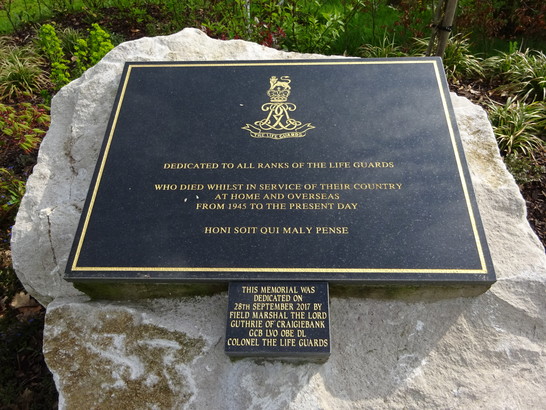 THE LIFE GUARDS
DEDICATED TO ALL RANKS OF THE LIFE GUARDS
WHO DIED WHILST IN SERVICE OF THEIR COUNTRY
AT HOME AND OVERSEAS
FROM 1945 TO THE PRESENT DAY
HONI SOIT QUI MALY PENSE
THIS MEMORIAL WAS
DEDICATED ON
28TH SEPTEMBER 2017 BY
FIELD MARSHAL THE LORD
GUTHRIE OF CRAIGIEBANK
GCB LVO OBE DL
COLONEL THE LIFE GUARDS